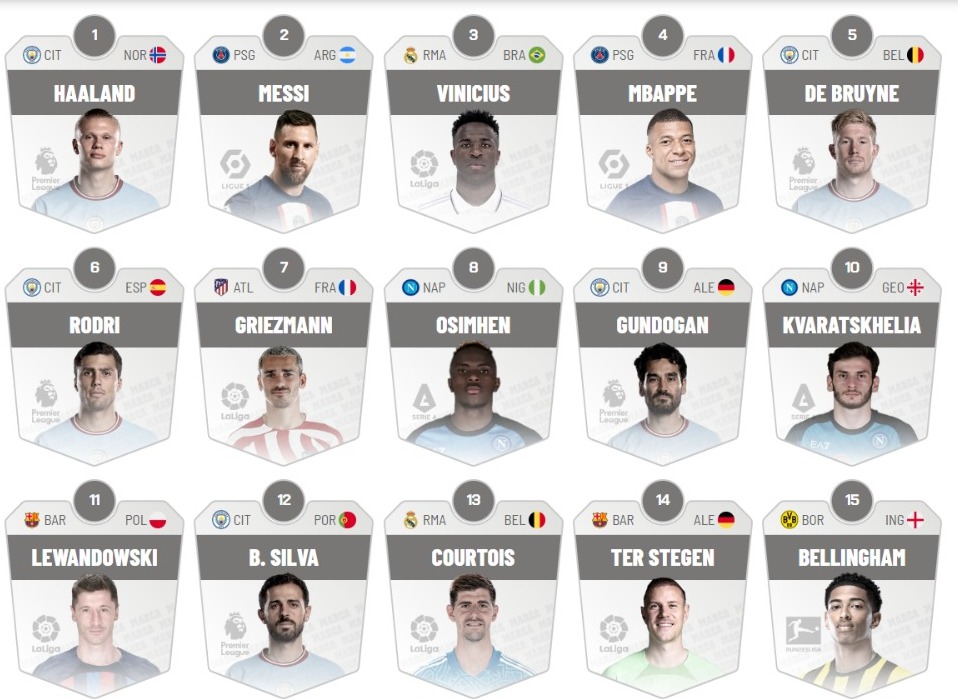 1
CIT NOR
HAALAND
Premier League
2
PSG ARG
MESSI
LIGUE 1
3
RMA BRA
VINICIUS
LaLiga
4
PSG FRA
MBAPPE
LIGUE 1
5
CIT BEL
DE BRUYNE
Premier League
6
CIT ESP
RODRI
Premier League
7
ATL FRA
GRIEZMANN
LaLiga
8
NAP NIG
OSIMHEN
SERIE A
9
CIT ALE
GUNDOGAN
Premier League
10
NAP GEO
KVARATSKHELIA
SERIE A
EA7
11
BAR POL
LEWANDOWSKI
LaLiga
12
CIT POR
B. SILVA
Premier League
13
RMA BEL
COURTOIS
LaLiga
14
BAR ALE
TER STEGEN
LaLiga
15
BOR ING
BELLINGHAM
BUNDESLIGA